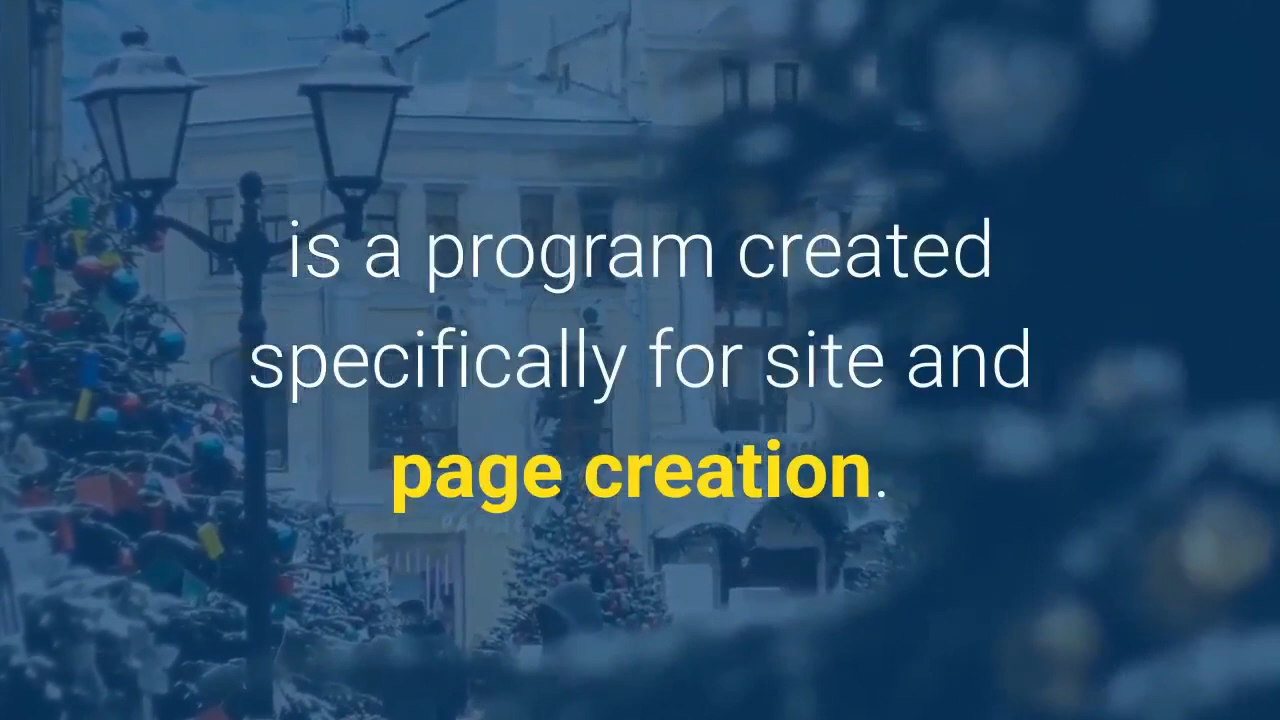 is a program created
specifically for site and
page creation.